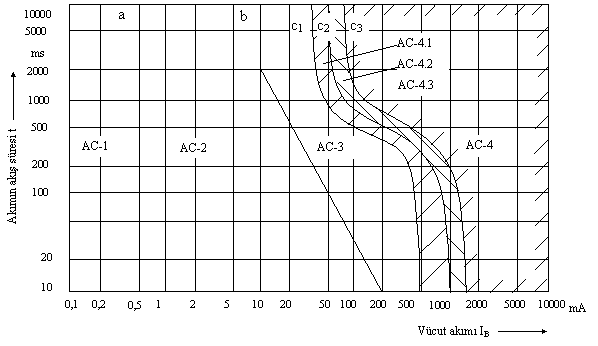 10000
a
b
c1
c2
c3
5000
ms
AC-4.1
AC-4.2
2000
AC-4.3
1000
500
AC-1
AC-2
AC-3
AC-4
200
100
20
10
Akımın akış süresi t
0,1 0,2 0,5 1 2 5 10 20 50 100 200 500 1000 2000 5000 10000
mA
Vücut akımı IB